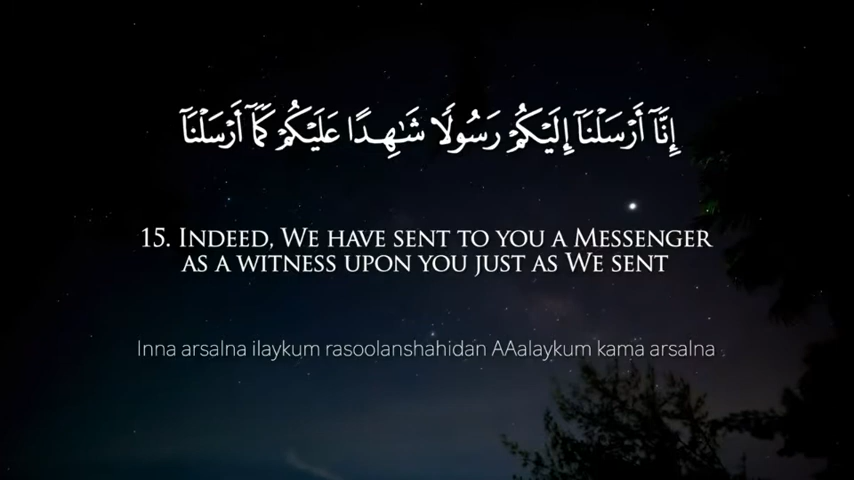 إِنَّآ أَرْسَلْنَآ إِلَيْكُمْ رَسُولًا شَـٰهِدًا عَلَيْكُمْ كَمَآ أَرْسَلْنَآ
15. Indeed, We have sent to you a Messenger
as a witness upon you just as We sent
Inna arsalna ilaykum rasoolanshahidan AAalaykum kama arsalna